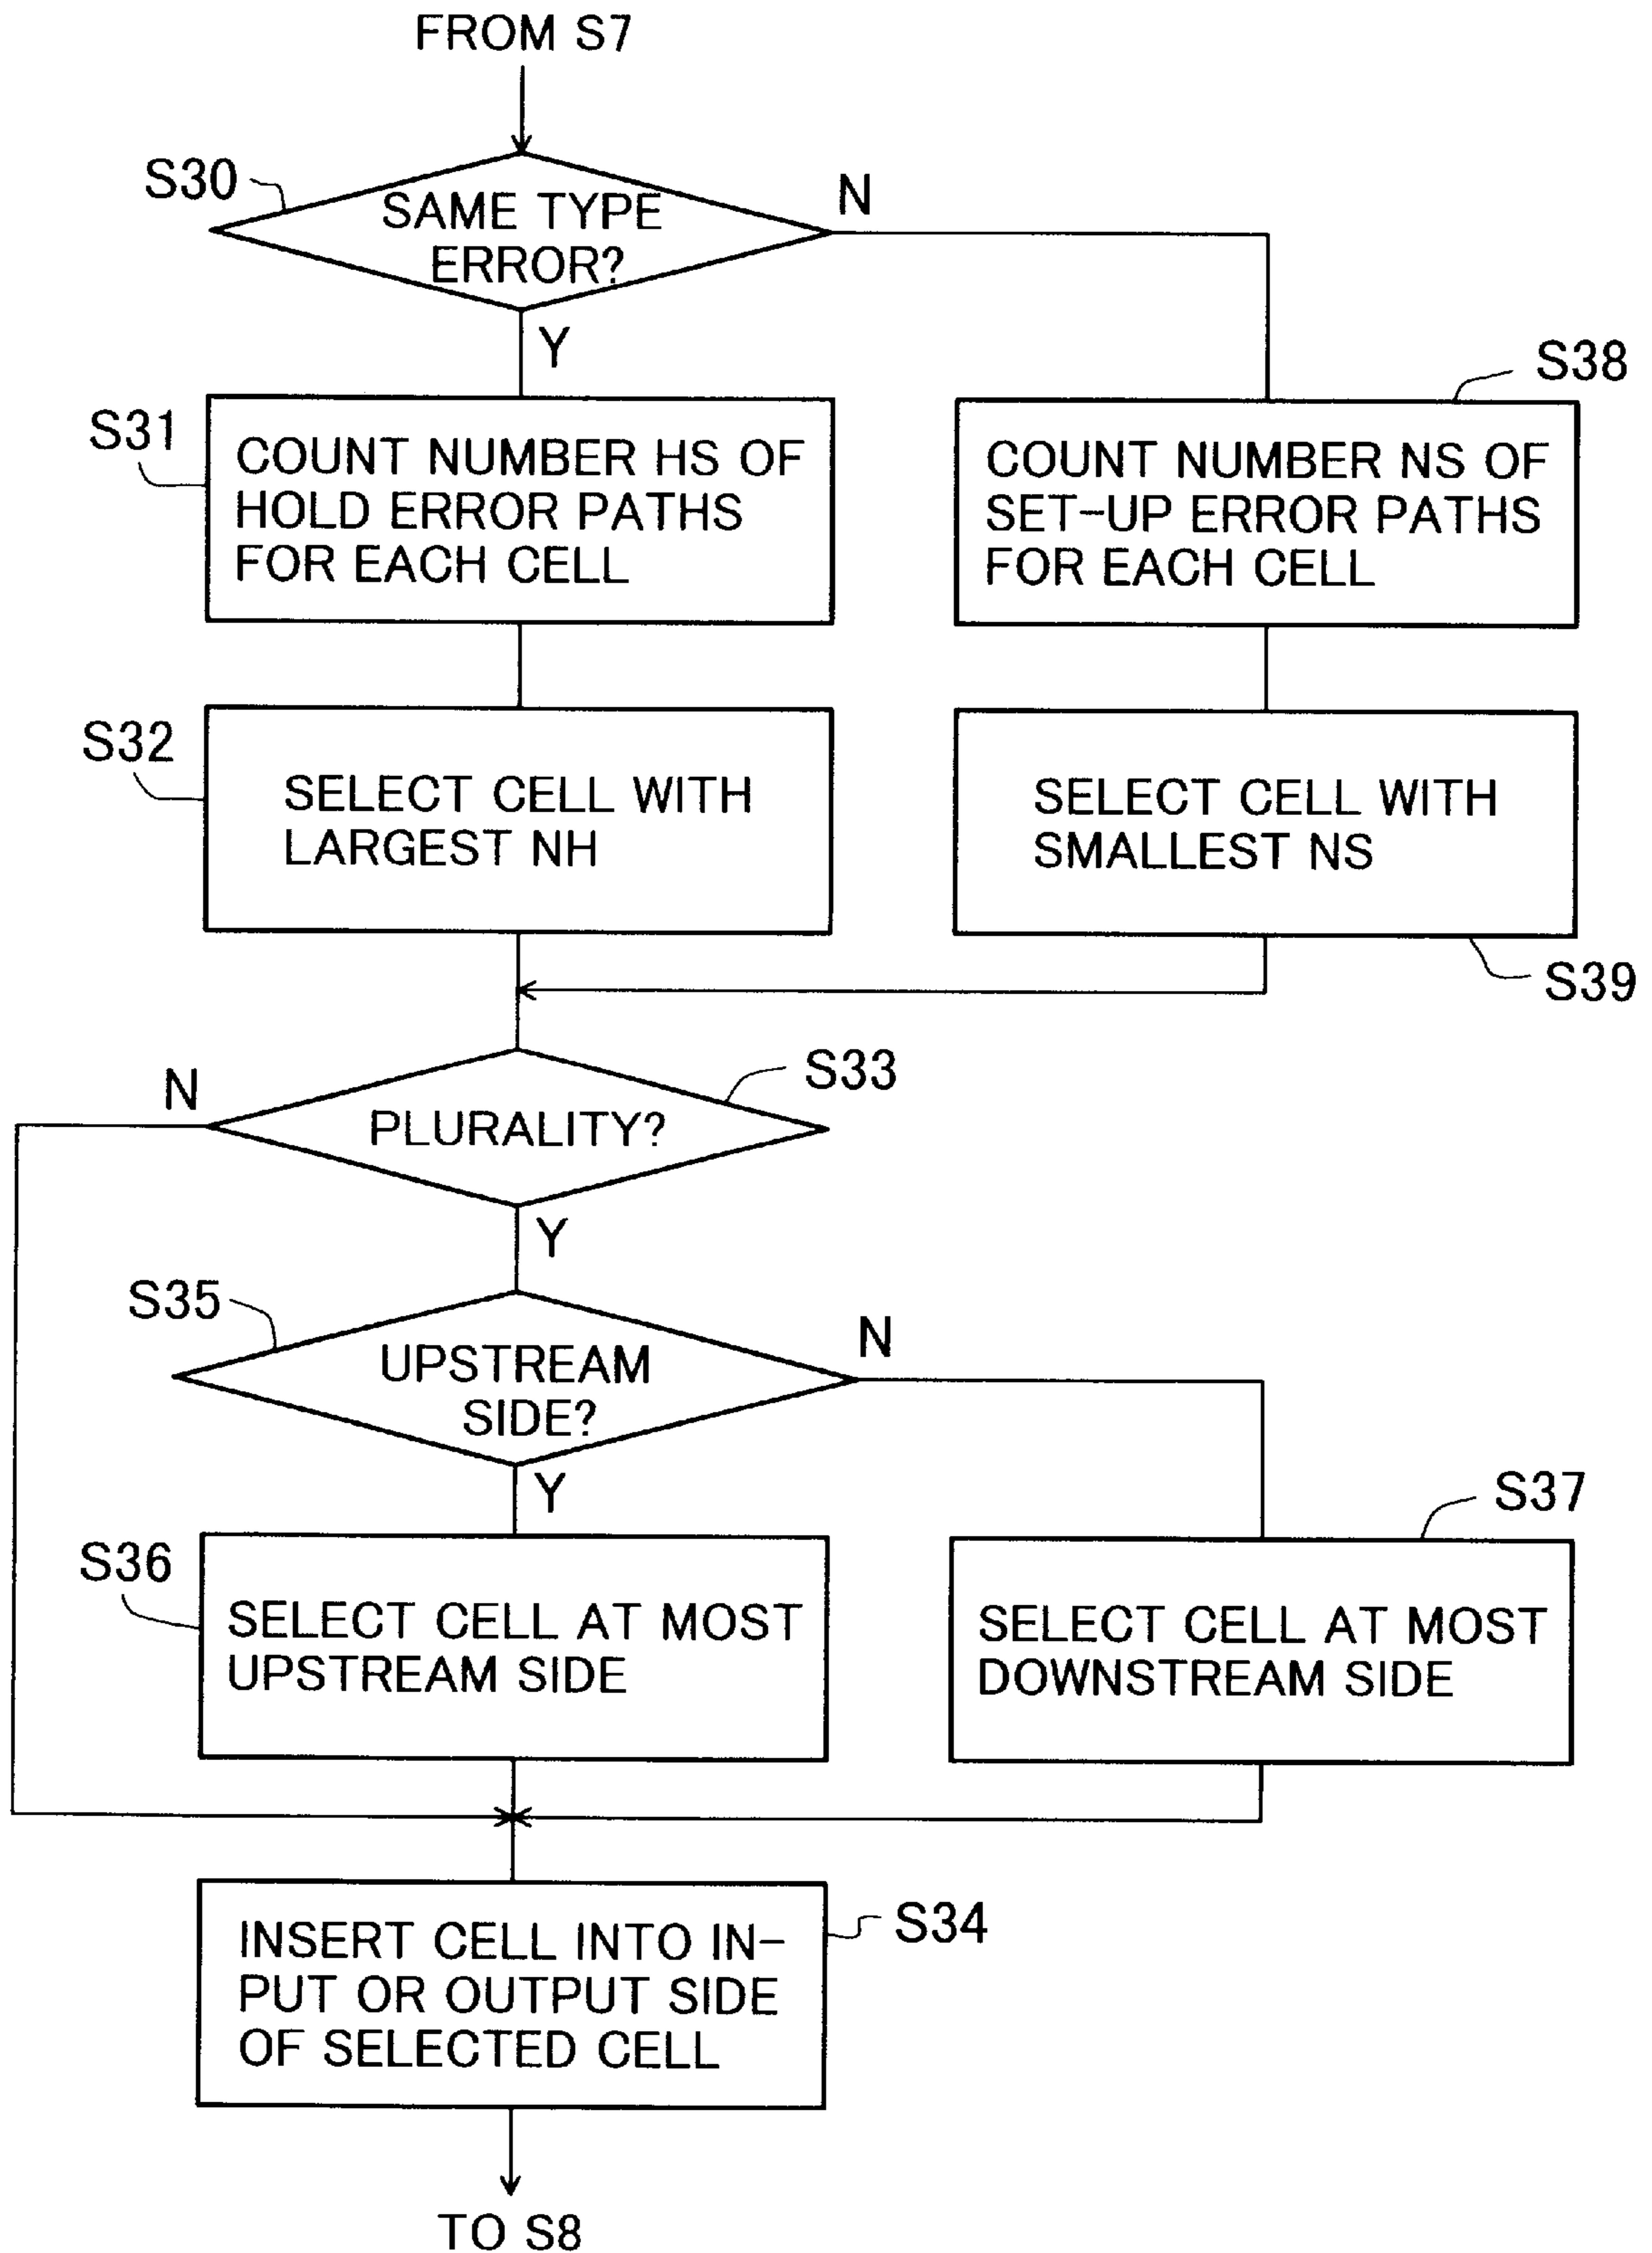 FROM S7
S30
SAME TYPE
ERROR?
N
Y
S31
COUNT NUMBER HS OF
HOLD ERROR PATHS
FOR EACH CELL
S38
COUNT NUMBER NS OF
SET-UP ERROR PATHS
FOR EACH CELL
S32
SELECT CELL WITH
LARGEST NH
SELECT CELL WITH
SMALLEST NS
S39
N
S33
PLURALITY?
Y
S35
UPSTREAM
SIDE?
N
Y
S36
SELECT CELL AT MOST
UPSTREAM SIDE
S37
SELECT CELL AT MOST
DOWNSTREAM SIDE
INSERT CELL INTO IN-
PUT OR OUTPUT SIDE
OF SELECTED CELL
S34
TO S8